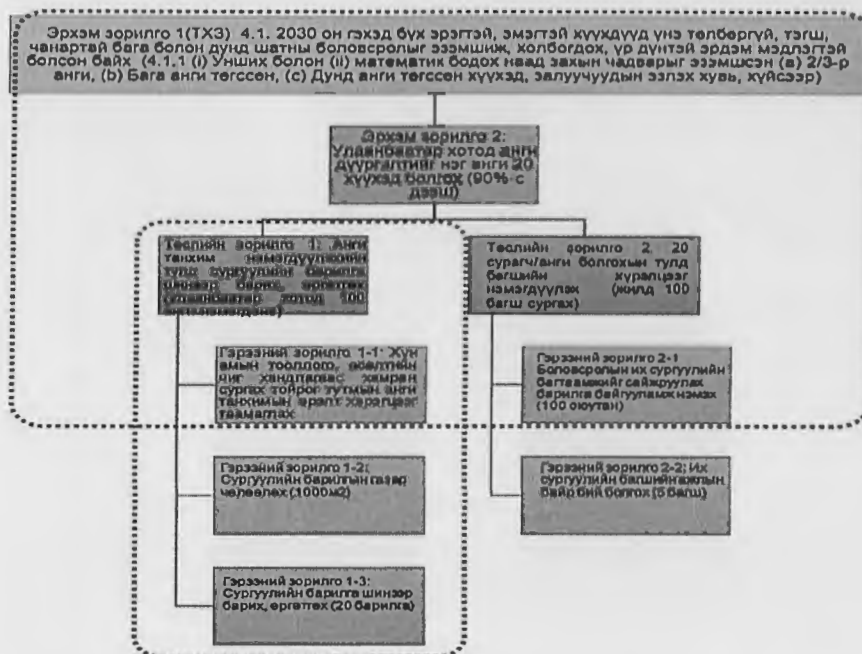 Эрхэм зорилго 1(ТХЗ) 4.1. 2030 он гэхэд бүх эрэгтэй, эмэгтэй хүүхдүүд үнэ төлбөргүй, тэгш,
чанартай бага болон дунд шатны боловсролыг эзэмшиж, холбогдох, үр дүнтэй эрдэм мэдлэгтэй
болсон байх (4.1.1 (i) Унших болон (ii) математик бодох наад захын чадварыг эзэмшсэн (a) 2/3-р
анги, (b) Бага анги төгссөн, (c) Дунд анги төгссөн хүүхэд, залуучуудын эзлэх хувь, хүйсээр)
Эрхэм зорилго 2:
Улаанбаатар хотод анги
дүүргэлтийг нэг анги 20
хүүхэд болгох (90%-с
дээш)
Төслийн зорилго 1: Анги
танхим нэмэгдүүлэхийн
тулд сургуулийн барилга
шинээр барих, өргөтгөх
(Улаанбаатар хотод 100
анги нэмэгдэнэ)
Төслийн зорилго 2. 20
сурагч/анги болгохын тулд
багшийн хүрэлцээг
нэмэгдүүлэх (жилд 100
багш сургах)
Гэрээний зорилго 1-1: Хүн
амын тооллого, өсөлтийн
чиг хандлагаас хамран
сургах тойрог тутмын анги
танхимын эрэлт хэрэгцээг
таамаглах
Гэрээний зорилго 2-1
Боловсролын их сургуулийн
багтаамжийг сайжруулах
барилга байгууламж нэмэх
(100 оюутан)
Гэрээний зорилго 1-2:
Сургуулийн барилгын газар
чөлөөлөх (1000м2)
Гэрээний зорилго 2-2; Их
сургуулийн багшийн ажлын
байр бий болгох (5 багш)
Гэрээний зорилго 1-3:
Сургуулийн барилга шинээр
барих, өргөтгөх (20 барилга)